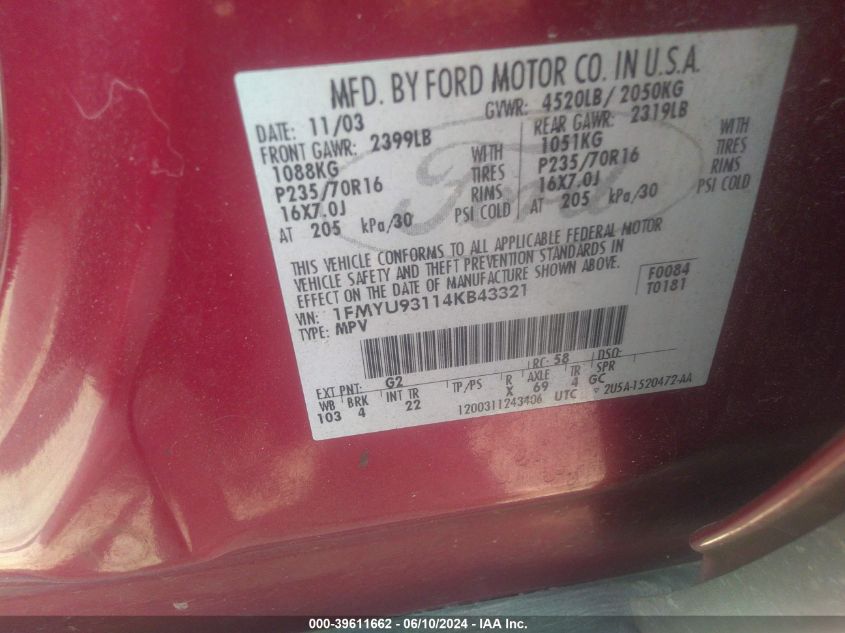 MFD. BY FORD MOTOR CO. IN U.S.A.
DATE: 11/03 GVWR: 4520LB/ 2050KG
FRONT GAWR: 2399LB REAR GAWR: 2319LB
1088KG WITH 1051KG WITH
P235/70R16 TIRES P235/70R16 TIRES
16X7.0J RIMS 16X7.0J RIMS
AT 205 kPa/30 PSI COLD AT 205 kPa/30 PSI COLD
Ford
THIS VEHICLE CONFORMS TO ALL APPLICABLE FEDERAL MOTOR
VEHICLE SAFETY AND THEFT PREVENTION STANDARDS IN
EFFECT ON THE DATE OF MANUFACTURE SHOWN ABOVE.
F0084
T0181
VIN: 1FMYU93114KB43321
TYPE: MPV
EXT PNT: G2 RC: 58 DSO:
WB BRK INT TR TP/PS R AXLE TR SPR
103 4 22 X 69 4 GC
1200311243406 UTC 2U5A-1520472-AA
000-39611662 - 06/10/2024 - IAA Inc.